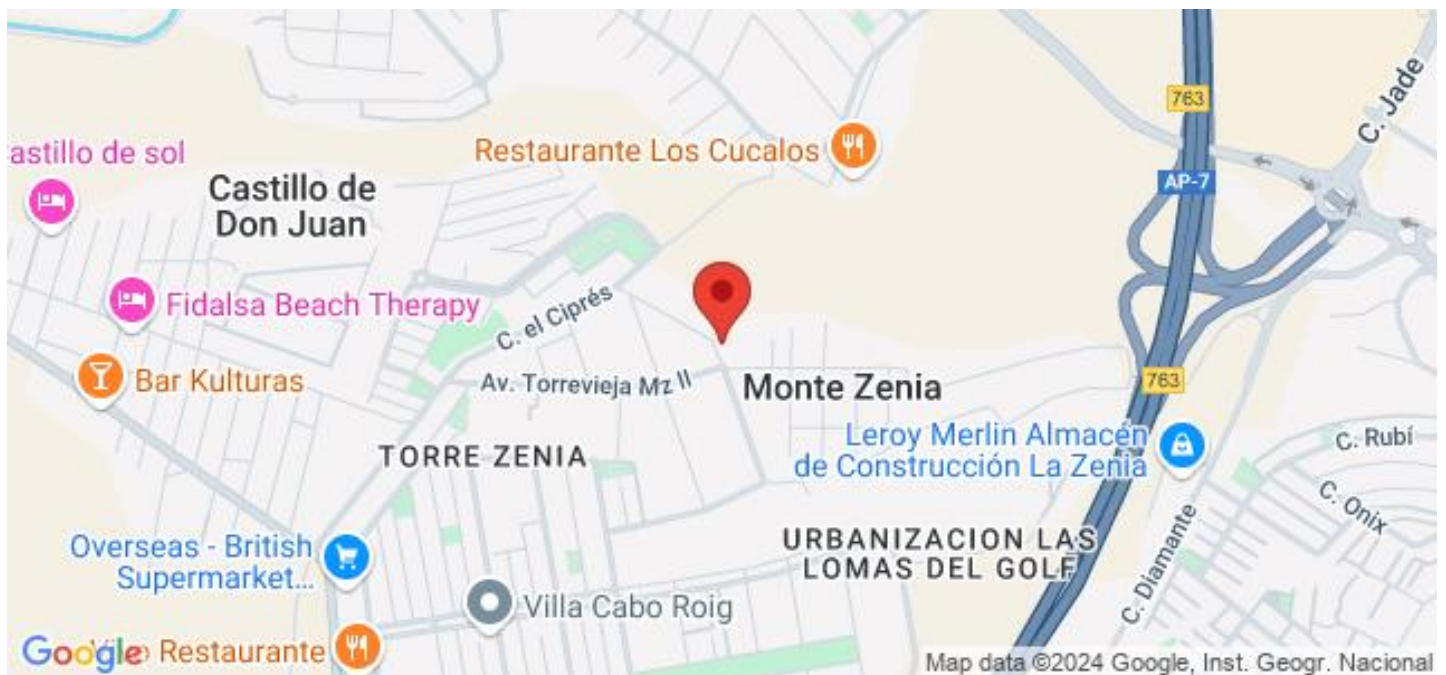 763
C. Jade
Restaurante Los Cucalos
astillo de sol
AP-7
Castillo de
Don Juan
Fidalsa Beach Therapy
C. el Ciprés
Bar Kulturas
Av. Torrevieja Mz II
Monte Zenia
763
Leroy Merlin Almacén
de Construcción La Zenia
C. Rubí
TORRE ZENIA
C. Onix
Overseas - British
Supermarket...
URBANIZACION LAS
LOMAS DEL GOLF
C. Diamante
Villa Cabo Roig
Google
Restaurante
Map data ©2024 Google, Inst. Geogr. Nacional